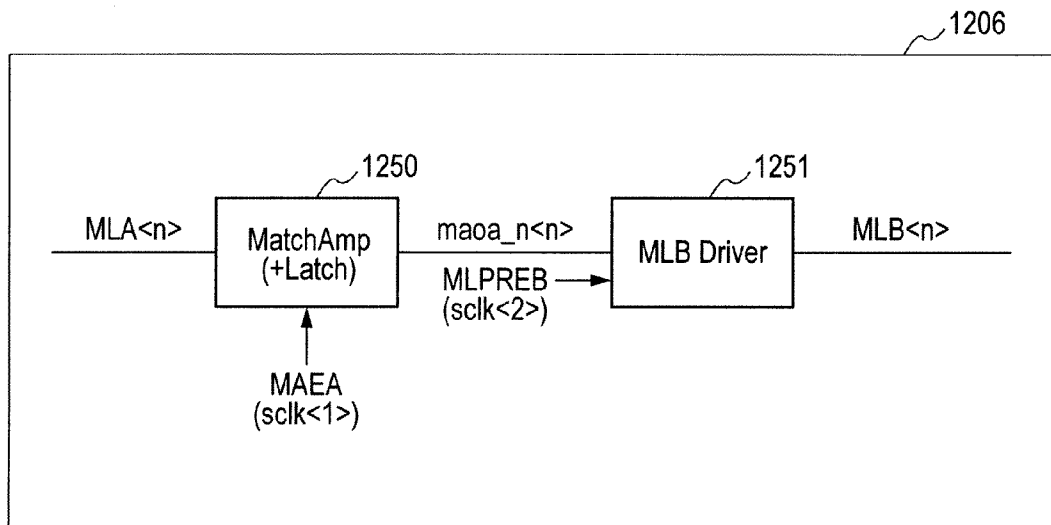 1206
1250
1251
MLA<n>
MatchAmp
(+Latch)
maoa_n<n>
MLPREB
(sclk<2>)
MLB Driver
MLB<n>
MAEA
(sclk<1>)